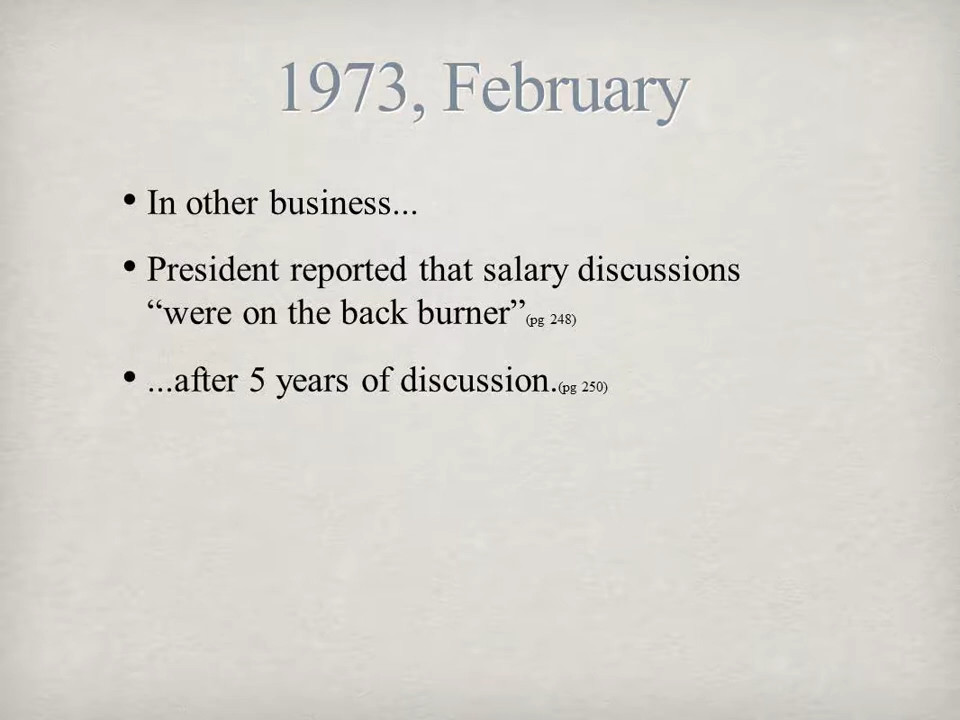 1973, February
• In other business...
• President reported that salary discussions
“were on the back burner”(pg 248)
• ...after 5 years of discussion.(pg 250)